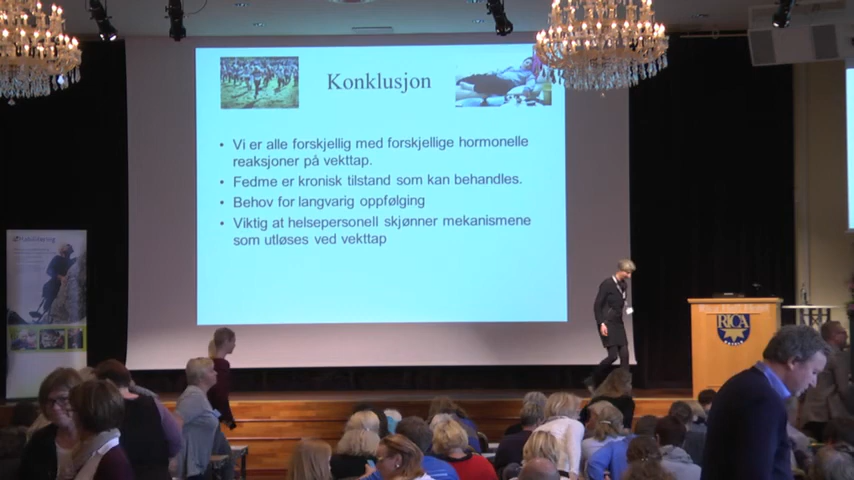 Konklusjon
• Vi er alle forskjellig med forskjellige hormonelle
reaksjoner på vekttap.
• Fedme er kronisk tilstand som kan behandles.
• Behov for langvarig oppfølging
• Viktig at helsepersonell skjønner mekanismene
som utløses ved vekttap
RICA